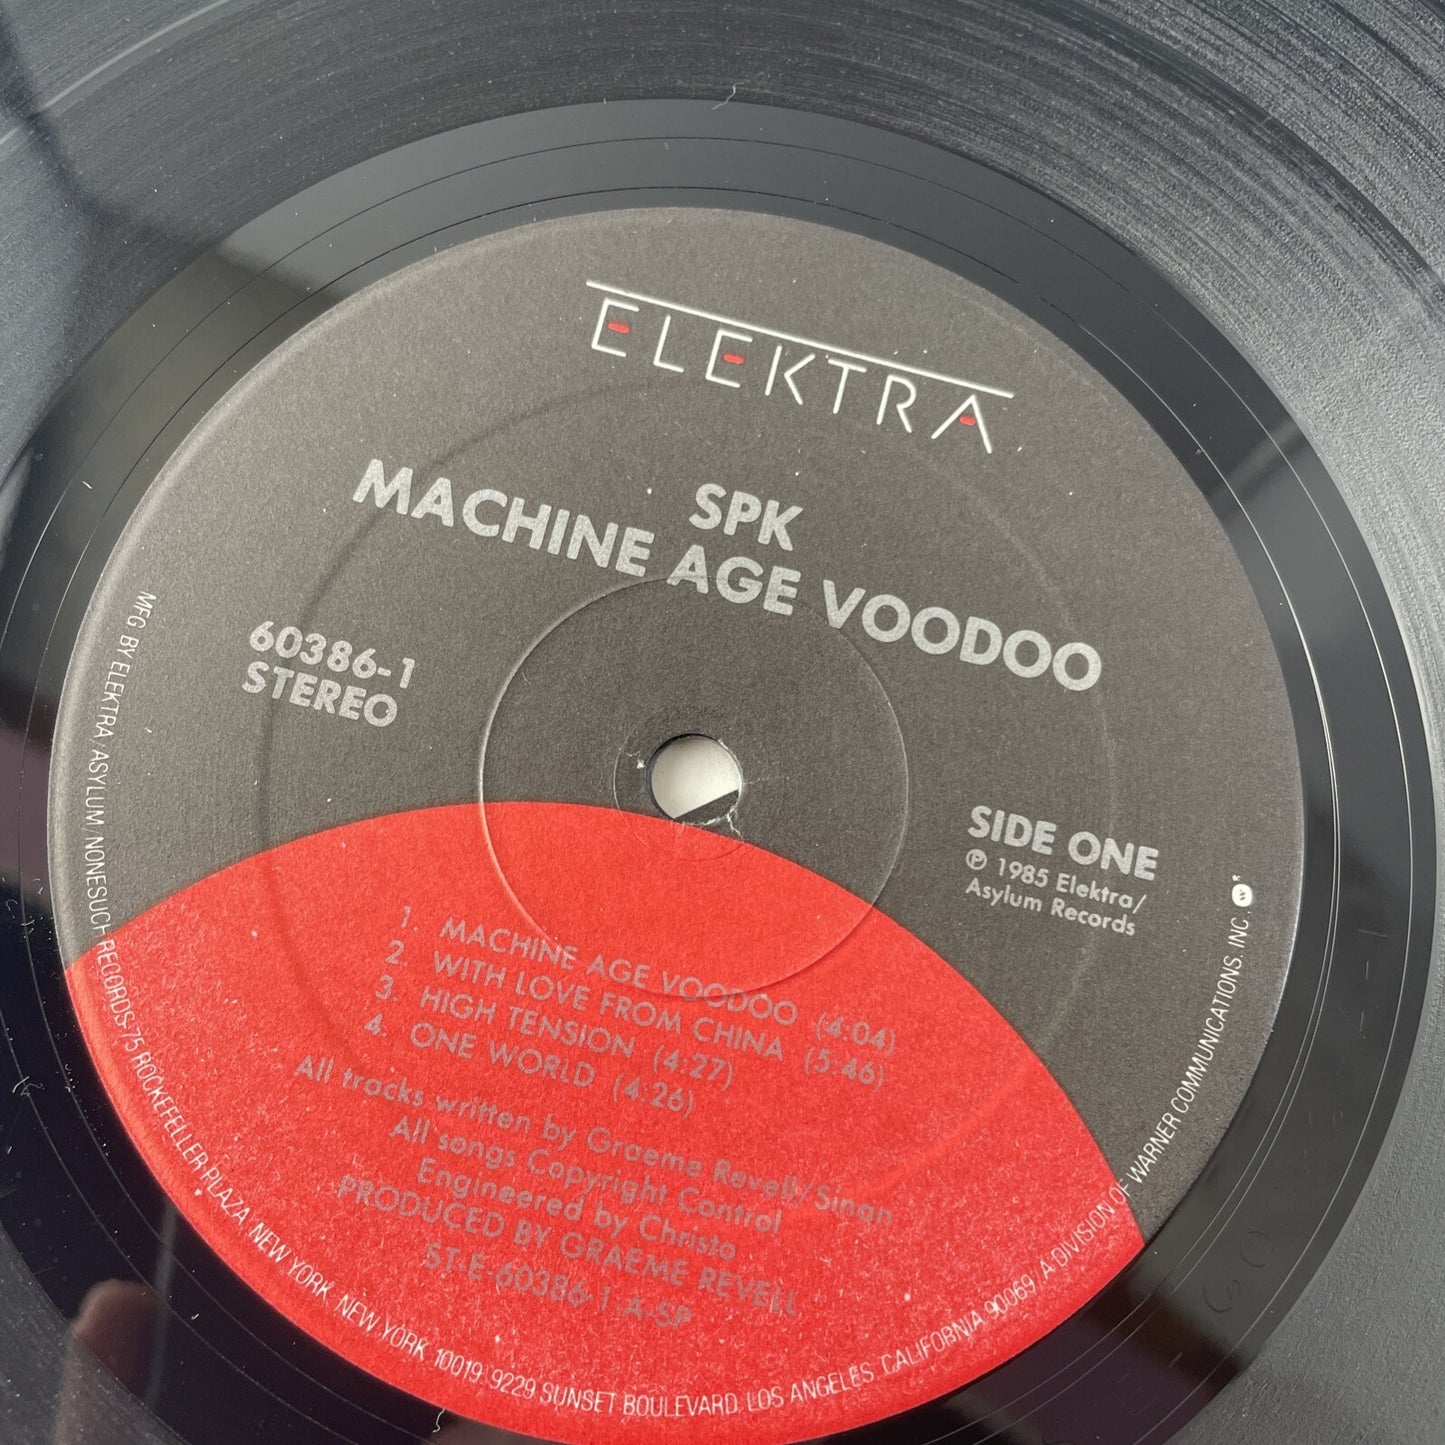 ELEKTRA
SPK
MACHINE AGE VOODOO
60386-1
STEREO
SIDE ONE
Ⓟ 1985 Elektra/
Asylum Records
1. MACHINE AGE VOODOO (4:04)
2. WITH LOVE FROM CHINA (5:46)
3. HIGH TENSION (4:27)
4. ONE WORLD (4:26)
All tracks written by Graeme Revell/Sinan
All songs Copyright Control
Engineered by Christo
PRODUCED BY GRAEME REVELL
ST-E-60386-1-A-SP
MFG BY ELEKTRA/ASYLUM/NONESUCH RECORDS, 75 ROCKEFELLER PLAZA, NEW YORK, NEW YORK, 10019, 9229 SUNSET BOULEVARD, LOS ANGELES, CALIFORNIA 90069, A DIVISION OF WARNER COMMUNICATIONS, INC.